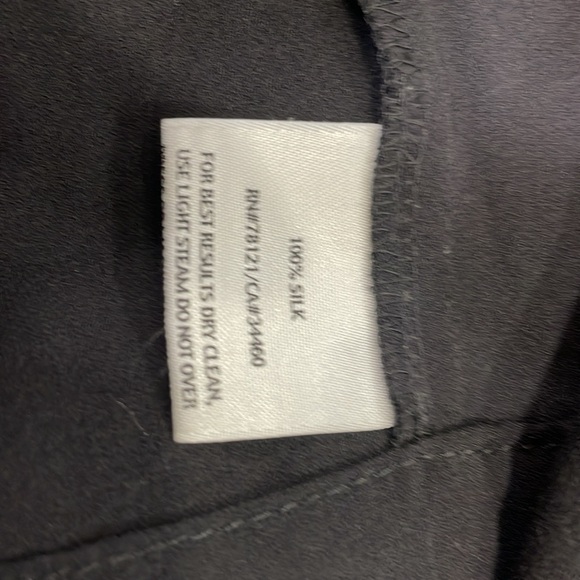 100% SILK
RN#78121/CA#34460
FOR BEST RESULTS DRY CLEAN.
USE LIGHT STEAM DO NOT OVER